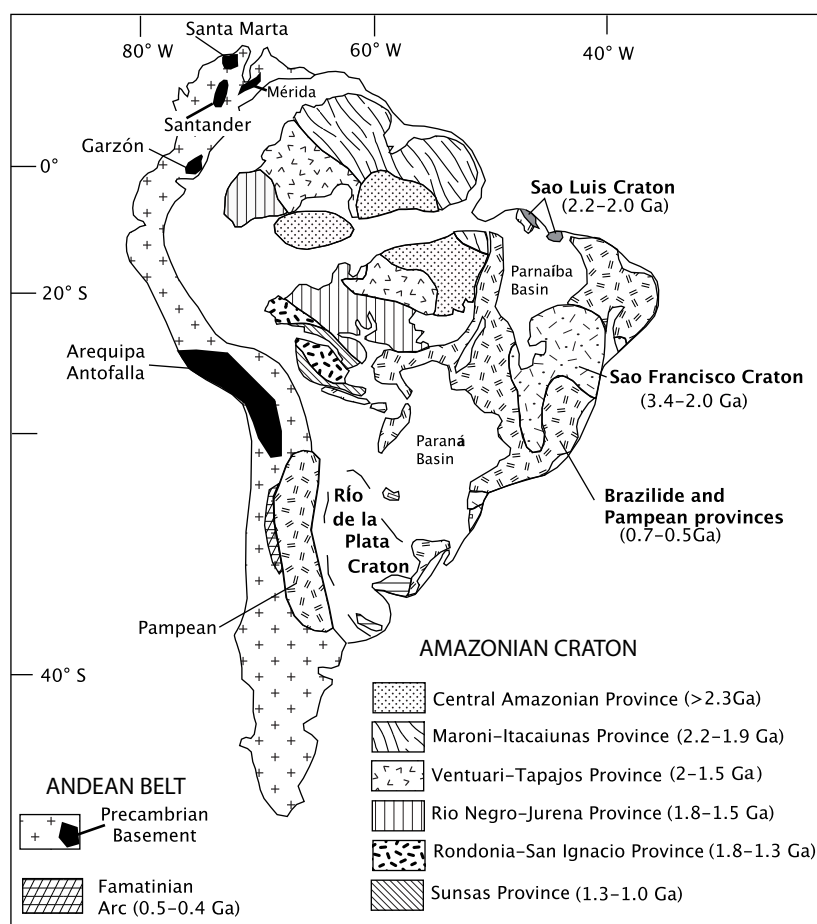 Santa Marta
80° W
60° W
40° W
Mérida
Santander
Garzón
0°
Sao Luis Craton
(2.2–2.0 Ga)
Parnaíba
Basin
20° S
Arequipa
Antofalla
Sao Francisco Craton
(3.4–2.0 Ga)
Paraná
Basin
Río
de la
Plata
Craton
Brazilide and
Pampean provinces
(0.7–0.5Ga)
Pampean
40° S
AMAZONIAN CRATON
Central Amazonian Province (>2.3Ga)
Maroni–Itacaiunas Province (2.2–1.9 Ga)
Ventuari–Tapajos Province (2–1.5 Ga)
Rio Negro–Jurena Province (1.8–1.5 Ga)
Rondonia–San Ignacio Province (1.8–1.3 Ga)
Sunsas Province (1.3–1.0 Ga)
ANDEAN BELT
Precambrian
Basement
Famatinian
Arc (0.5–0.4 Ga)